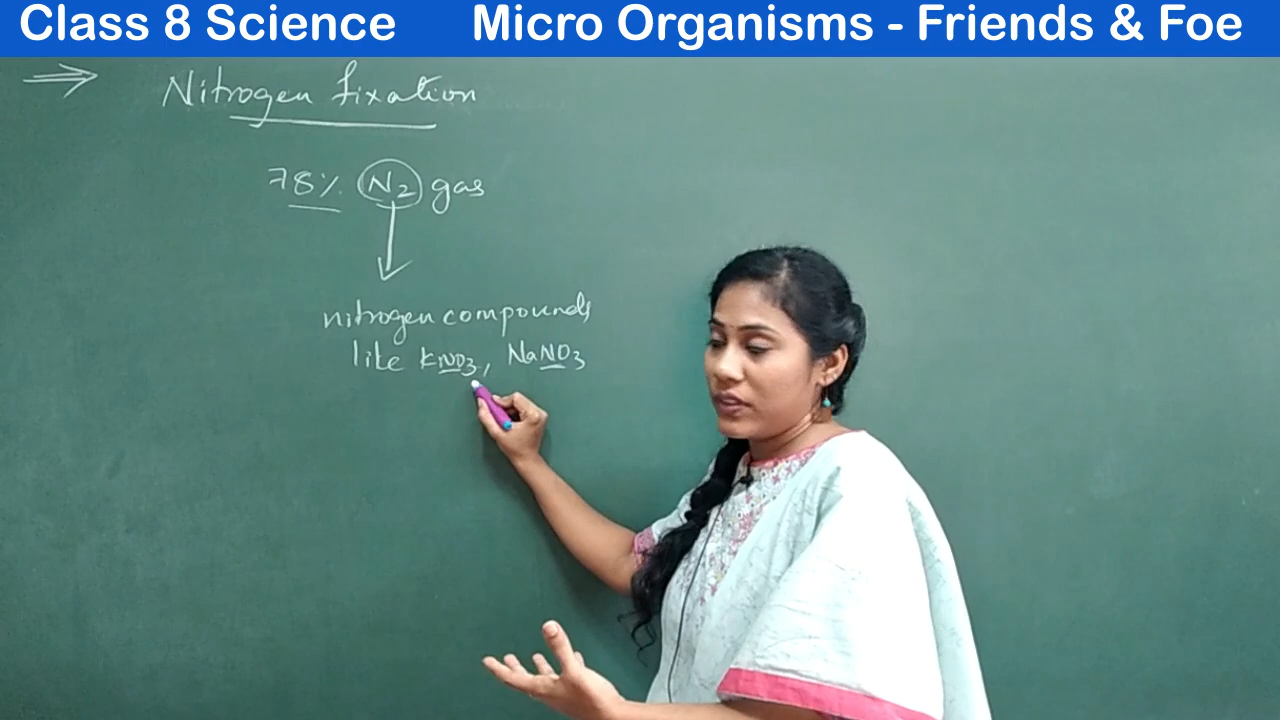 Class 8 Science Micro Organisms - Friends & Foe
⇒ Nitrogen fixation
78% N2 gas
nitrogen compounds
like KNO3, NaNO3